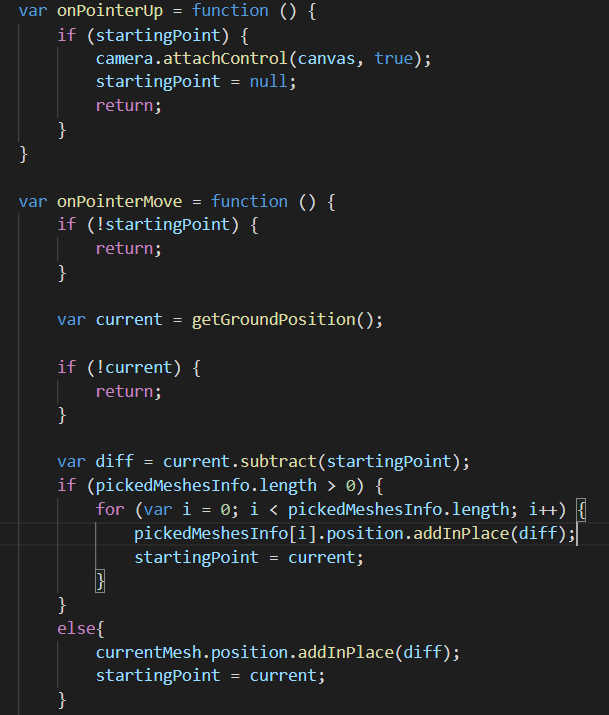 var onPointerUp = function () {
    if (startingPoint) {
        camera.attachControl(canvas, true);
        startingPoint = null;
        return;
    }
}

var onPointerMove = function () {
    if (!startingPoint) {
        return;
    }

    var current = getGroundPosition();

    if (!current) {
        return;
    }

    var diff = current.subtract(startingPoint);
    if (pickedMeshesInfo.length > 0) {
        for (var i = 0; i < pickedMeshesInfo.length; i++) {
            pickedMeshesInfo[i].position.addInPlace(diff);
            startingPoint = current;
        }
    }
    else{
        currentMesh.position.addInPlace(diff);
        startingPoint = current;
    }